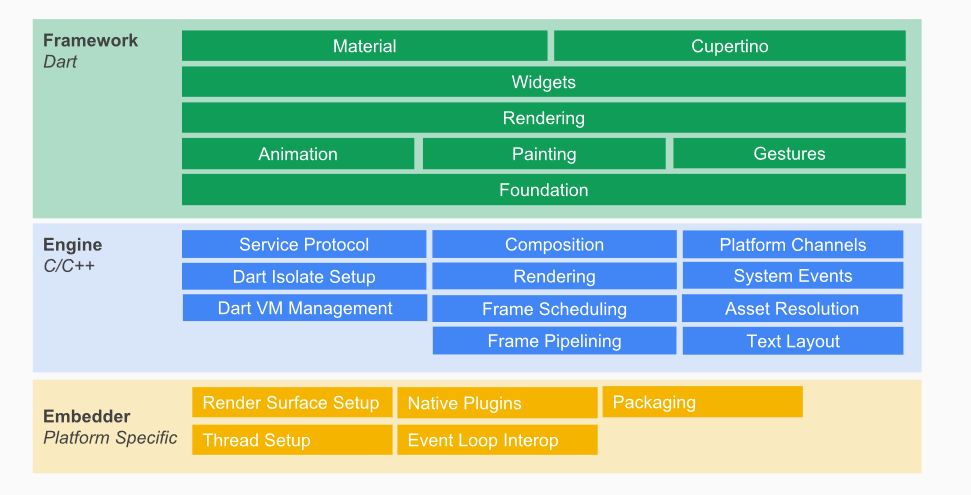 Framework
Dart
Material
Cupertino
Widgets
Rendering
Animation
Painting
Gestures
Foundation
Engine
C/C++
Service Protocol
Composition
Platform Channels
Dart Isolate Setup
Rendering
System Events
Dart VM Management
Frame Scheduling
Asset Resolution
Frame Pipelining
Text Layout
Embedder
Platform Specific
Render Surface Setup
Native Plugins
Packaging
Thread Setup
Event Loop Interop